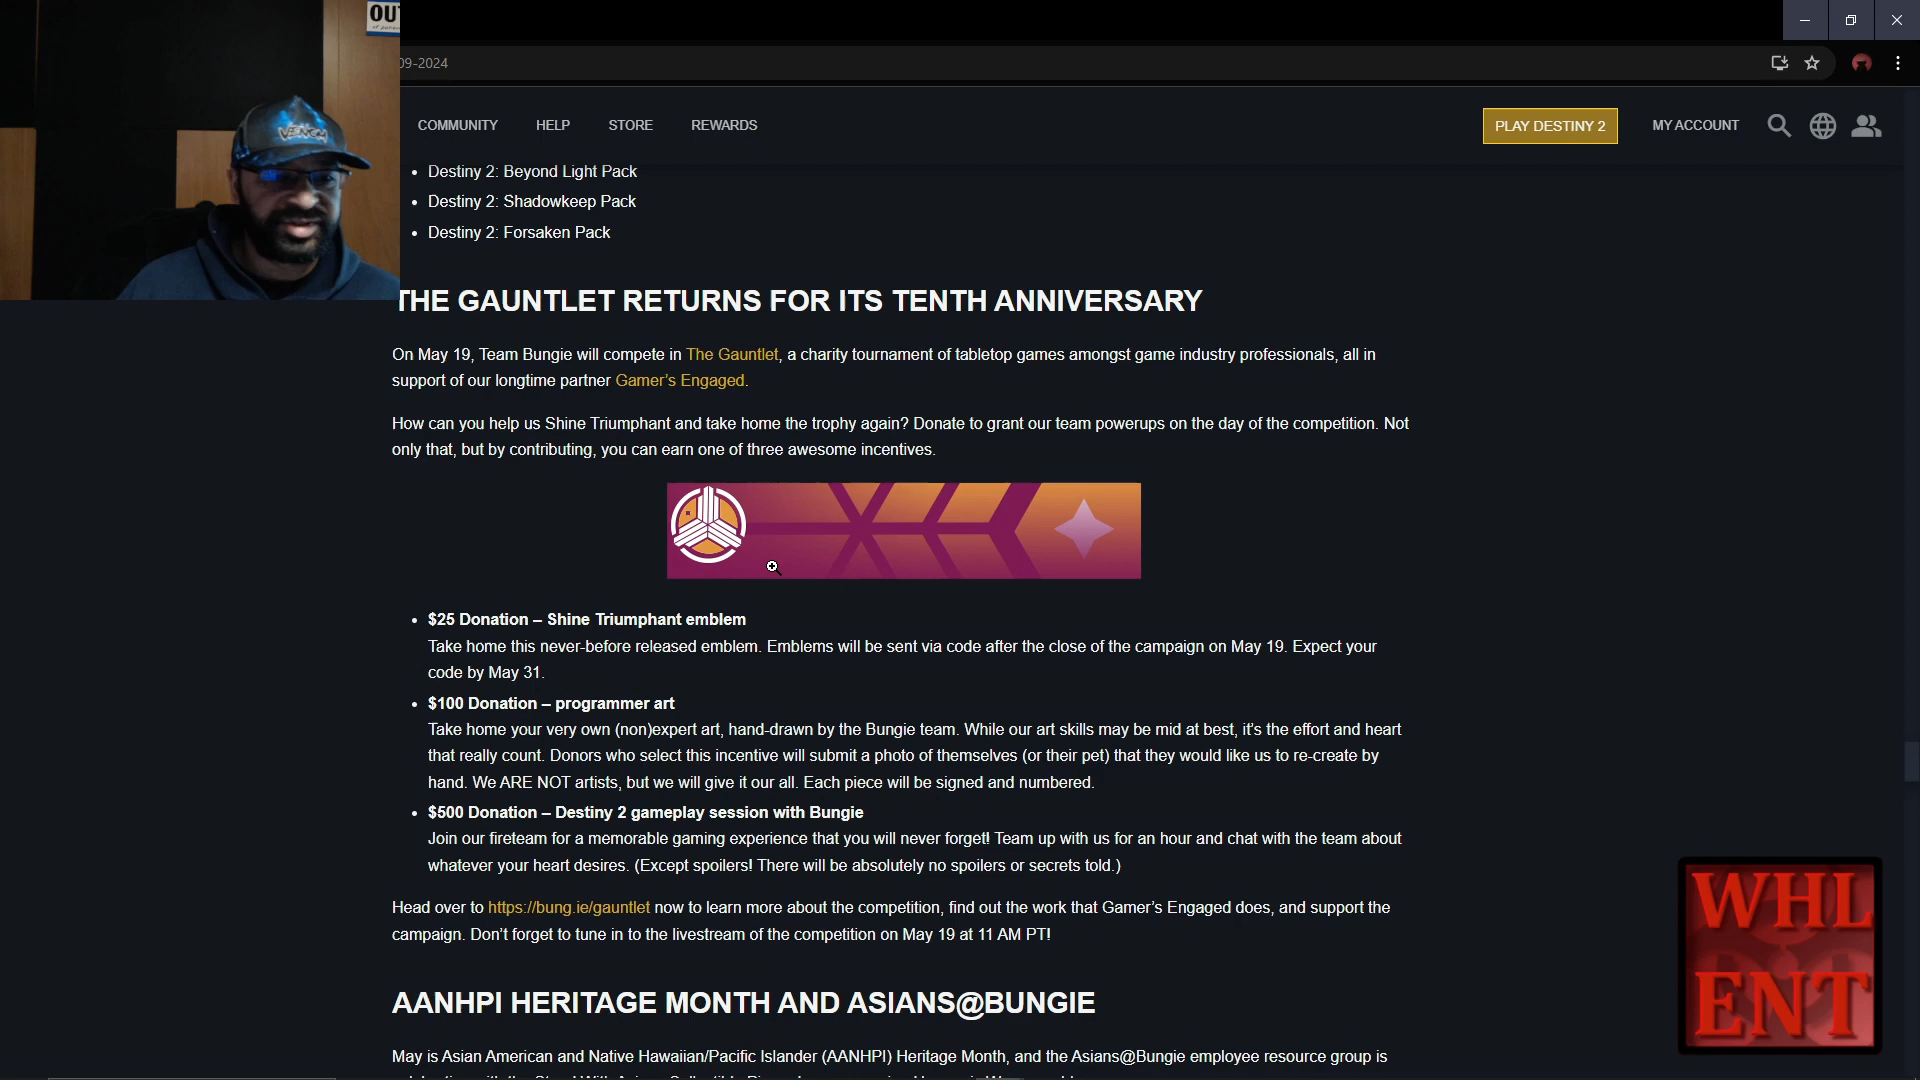 OU
09-2024
COMMUNITY HELP STORE REWARDS PLAY DESTINY 2 MY ACCOUNT
VENOM
• Destiny 2: Beyond Light Pack
• Destiny 2: Shadowkeep Pack
• Destiny 2: Forsaken Pack
THE GAUNTLET RETURNS FOR ITS TENTH ANNIVERSARY
On May 19, Team Bungie will compete in The Gauntlet, a charity tournament of tabletop games amongst game industry professionals, all in
support of our longtime partner Gamer's Engaged.
How can you help us Shine Triumphant and take home the trophy again? Donate to grant our team powerups on the day of the competition. Not
only that, but by contributing, you can earn one of three awesome incentives.
• $25 Donation – Shine Triumphant emblem
Take home this never-before released emblem. Emblems will be sent via code after the close of the campaign on May 19. Expect your
code by May 31.
• $100 Donation – programmer art
Take home your very own (non)expert art, hand-drawn by the Bungie team. While our art skills may be mid at best, it's the effort and heart
that really count. Donors who select this incentive will submit a photo of themselves (or their pet) that they would like us to re-create by
hand. We ARE NOT artists, but we will give it our all. Each piece will be signed and numbered.
• $500 Donation – Destiny 2 gameplay session with Bungie
Join our fireteam for a memorable gaming experience that you will never forget! Team up with us for an hour and chat with the team about
whatever your heart desires. (Except spoilers! There will be absolutely no spoilers or secrets told.)
Head over to https://bung.ie/gauntlet now to learn more about the competition, find out the work that Gamer's Engaged does, and support the
campaign. Don't forget to tune in to the livestream of the competition on May 19 at 11 AM PT!
WHL
ENT
AANHPI HERITAGE MONTH AND ASIANS@BUNGIE
May is Asian American and Native Hawaiian/Pacific Islander (AANHPI) Heritage Month, and the Asians@Bungie employee resource group is